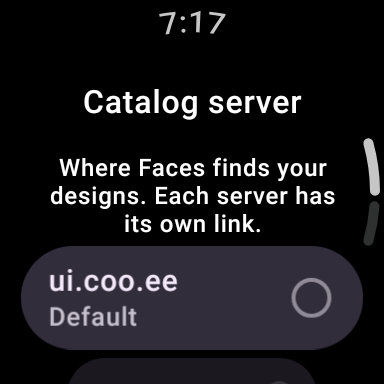 7:17
Catalog server
Where Faces finds your
designs. Each server has
its own link.
ui.coo.ee
Default